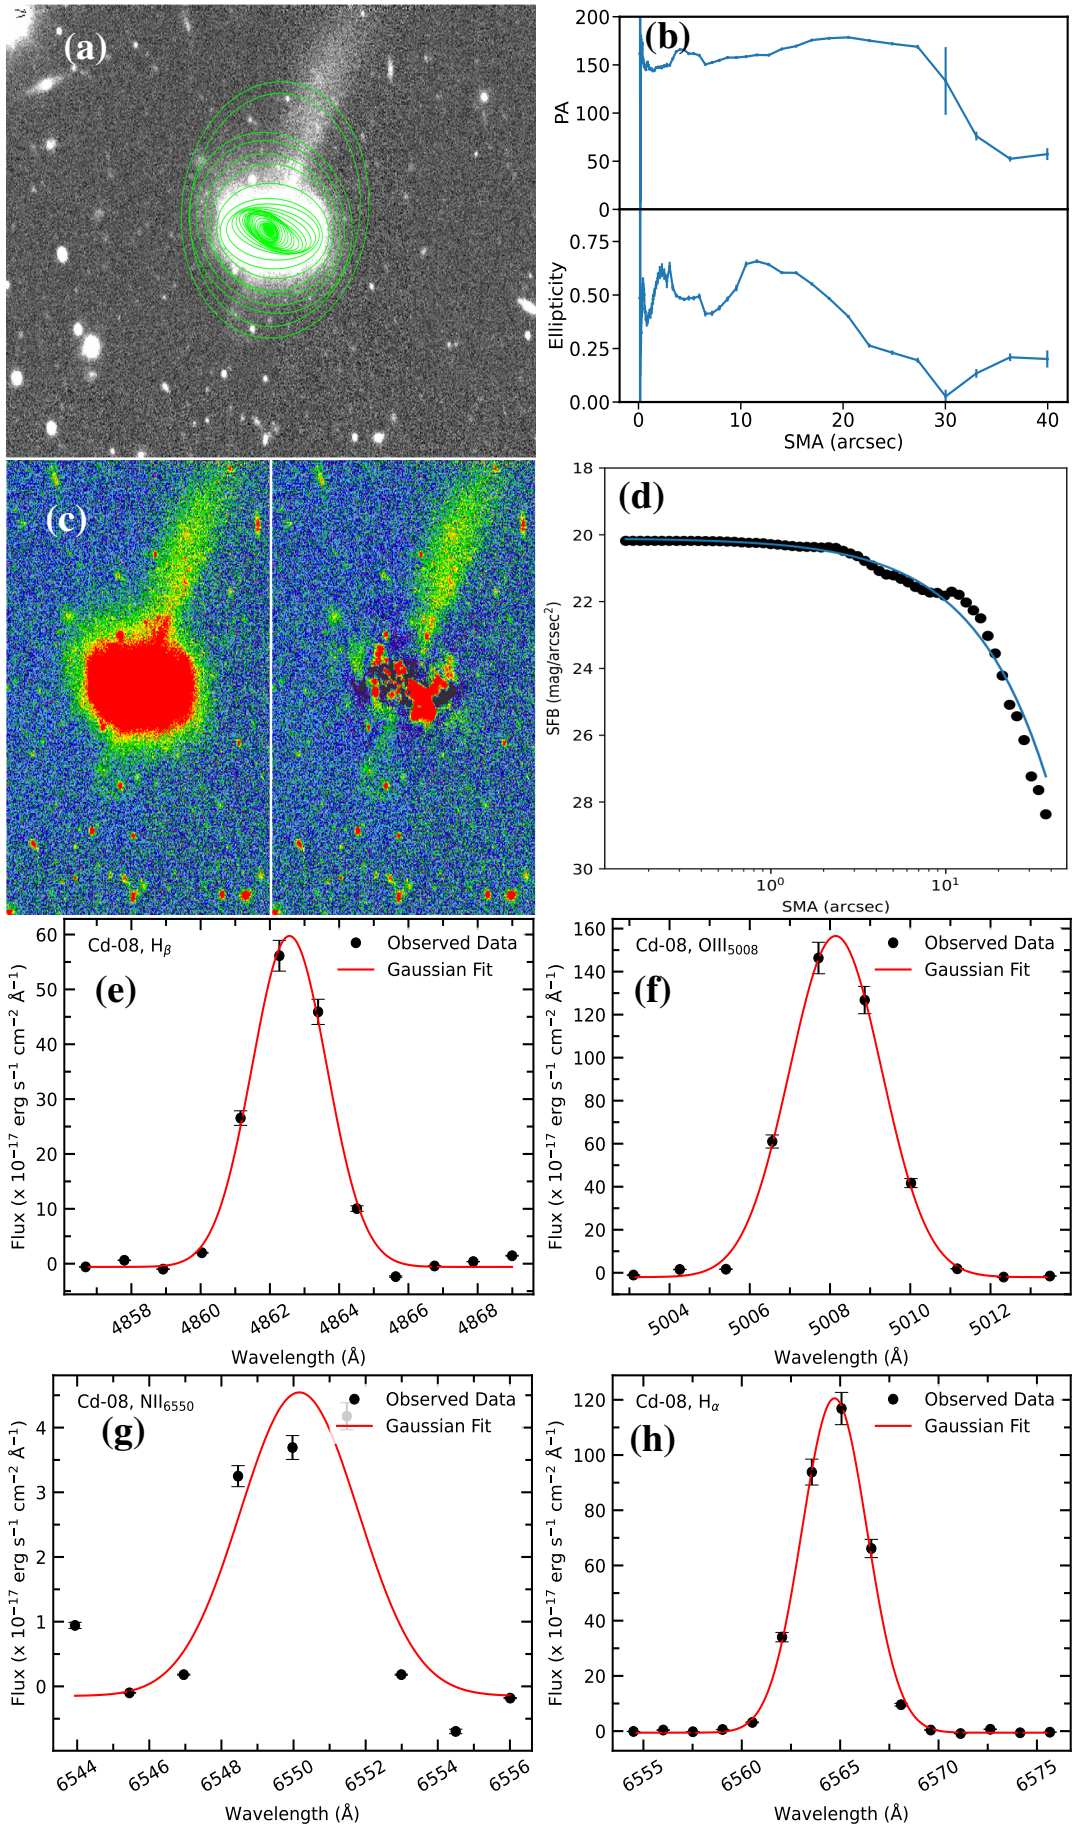 (a)
(b)
200
150
100
50
0
PA
0.75
0.50
0.25
0.00
Ellipticity
0 10 20 30 40
SMA (arcsec)
(c)
(d)
18
20
22
24
26
28
30
SFB (mag/arcsec²)
10⁰ 10¹
SMA (arcsec)
Cd-08, Hᵦ
(e)
Observed Data
Gaussian Fit
60
50
40
30
20
10
0
Flux (x 10⁻¹⁷ erg s⁻¹ cm⁻² Å⁻¹)
4858 4860 4862 4864 4866 4868
Wavelength (Å)
Cd-08, OIII₅₀₀₈
(f)
Observed Data
Gaussian Fit
160
140
120
100
80
60
40
20
0
Flux (x 10⁻¹⁷ erg s⁻¹ cm⁻² Å⁻¹)
5004 5006 5008 5010 5012
Wavelength (Å)
Cd-08, NII₆₅₅₀
(g)
Observed Data
Gaussian Fit
4
3
2
1
0
Flux (x 10⁻¹⁷ erg s⁻¹ cm⁻² Å⁻¹)
6544 6546 6548 6550 6552 6554 6556
Wavelength (Å)
Cd-08, Hα
(h)
Observed Data
Gaussian Fit
120
100
80
60
40
20
0
Flux (x 10⁻¹⁷ erg s⁻¹ cm⁻² Å⁻¹)
6555 6560 6565 6570 6575
Wavelength (Å)